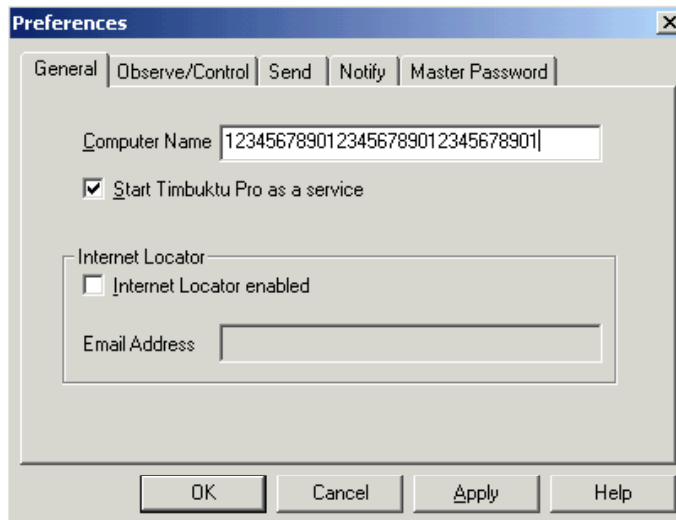 Preferences
General Observe/Control Send Notify Master Password
Computer Name 1234567890123456789012345678901
Start Timbuktu Pro as a service
Internet Locator
Internet Locator enabled
Email Address
OK Cancel Apply Help